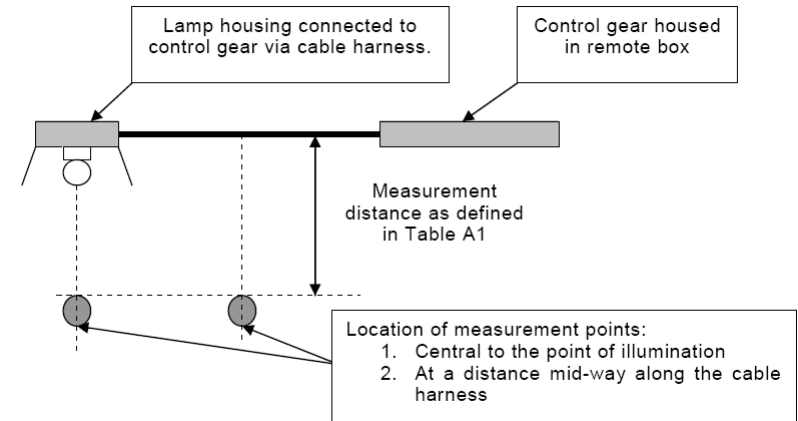 Lamp housing connected to
control gear via cable harness.
Control gear housed
in remote box
Measurement
distance as defined
in Table A1
Location of measurement points:
1. Central to the point of illumination
2. At a distance mid-way along the cable
harness